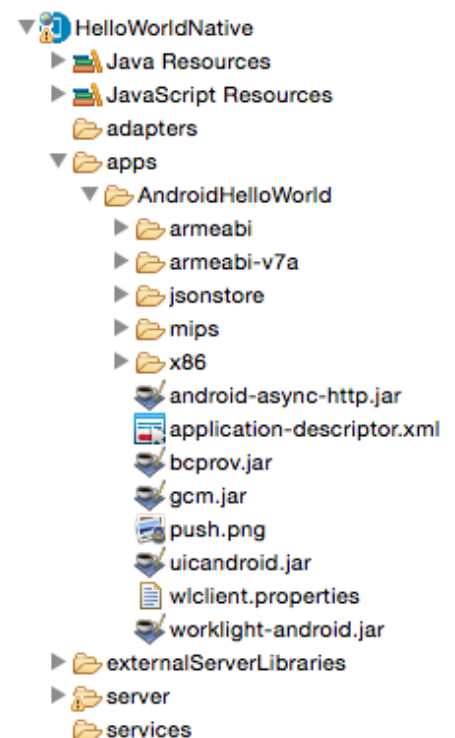 HelloWorldNative
Java Resources
JavaScript Resources
adapters
apps
AndroidHelloWorld
armeabi
armeabi-v7a
jsonstore
mips
x86
android-async-http.jar
application-descriptor.xml
bcprov.jar
gcm.jar
push.png
uicandroid.jar
wlclient.properties
worklight-android.jar
externalServerLibraries
server
services